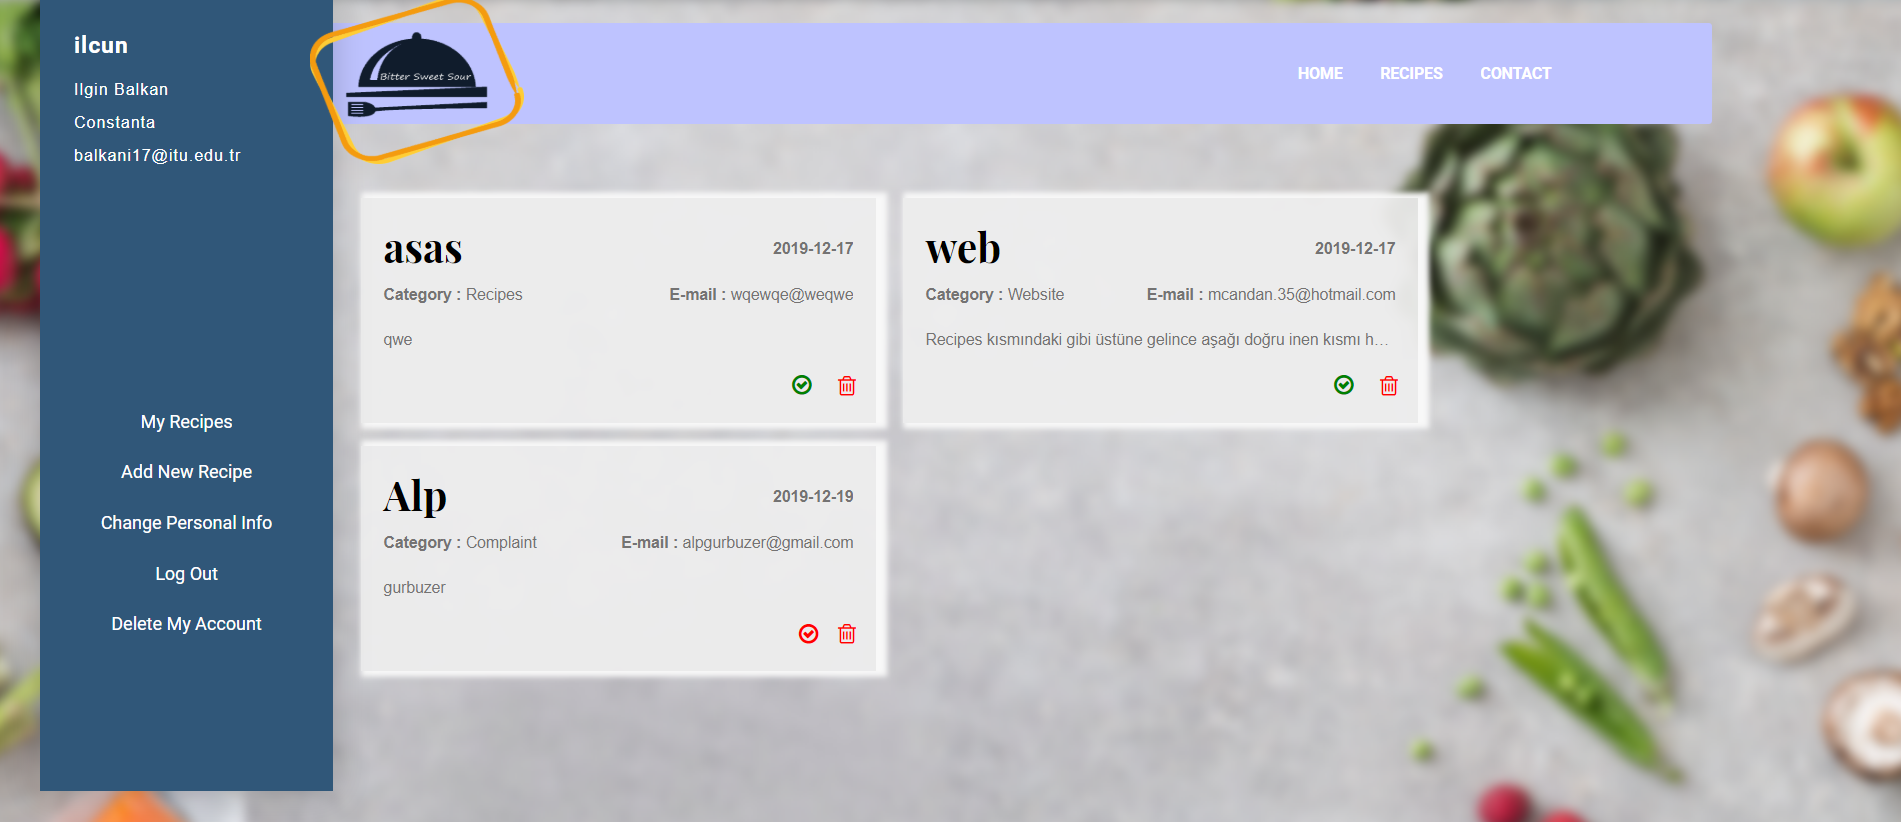 ilcun
Ilgin Balkan
Constanta
balkani17@itu.edu.tr
My Recipes
Add New Recipe
Change Personal Info
Log Out
Delete My Account
Bitter Sweet Sour
HOME RECIPES CONTACT
asas 2019-12-17
Category : Recipes E-mail : wqewqe@weqwe
qwe
web 2019-12-17
Category : Website E-mail : mcandan.35@hotmail.com
Recipes kısmındaki gibi üstüne gelince aşağı doğru inen kısmı h...
Alp 2019-12-19
Category : Complaint E-mail : alpgurbuzer@gmail.com
gurbuzer